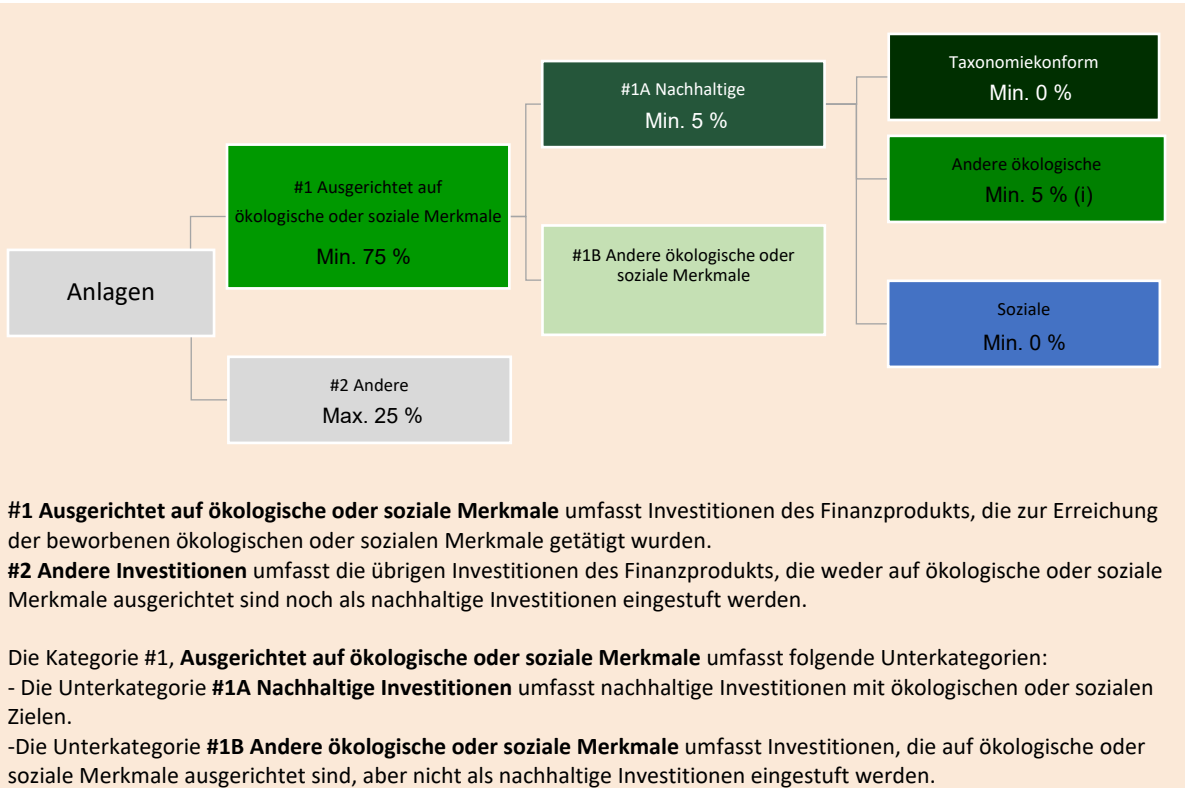 Anlagen
#1 Ausgerichtet auf
ökologische oder soziale Merkmale
Min. 75 %
#2 Andere
Max. 25 %
#1A Nachhaltige
Min. 5 %
#1B Andere ökologische oder
soziale Merkmale
Taxonomiekonform
Min. 0 %
Andere ökologische
Min. 5 % (i)
Soziale
Min. 0 %
#1 Ausgerichtet auf ökologische oder soziale Merkmale umfasst Investitionen des Finanzprodukts, die zur Erreichung
der beworbenen ökologischen oder sozialen Merkmale getätigt wurden.
#2 Andere Investitionen umfasst die übrigen Investitionen des Finanzprodukts, die weder auf ökologische oder soziale
Merkmale ausgerichtet sind noch als nachhaltige Investitionen eingestuft werden.
Die Kategorie #1, Ausgerichtet auf ökologische oder soziale Merkmale umfasst folgende Unterkategorien:
- Die Unterkategorie #1A Nachhaltige Investitionen umfasst nachhaltige Investitionen mit ökologischen oder sozialen
Zielen.
-Die Unterkategorie #1B Andere ökologische oder soziale Merkmale umfasst Investitionen, die auf ökologische oder
soziale Merkmale ausgerichtet sind, aber nicht als nachhaltige Investitionen eingestuft werden.